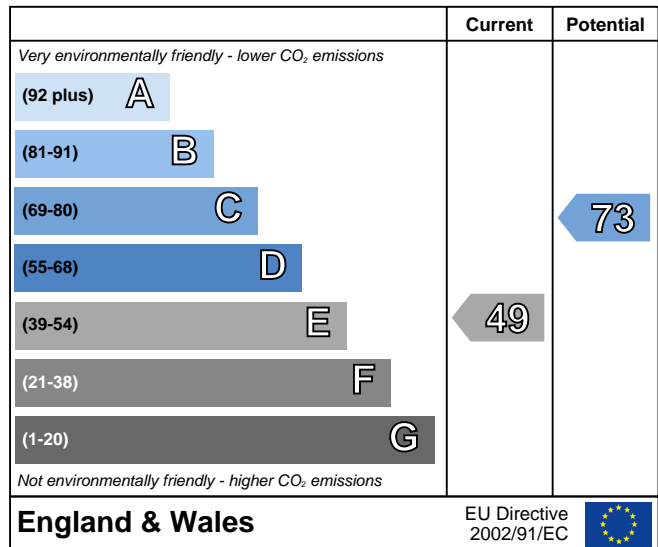 Current Potential
Very environmentally friendly - lower CO₂ emissions
(92 plus) A
(81-91) B
(69-80) C
73
(55-68) D
(39-54) E
49
(21-38) F
(1-20) G
Not environmentally friendly - higher CO₂ emissions
England & Wales
EU Directive
2002/91/EC